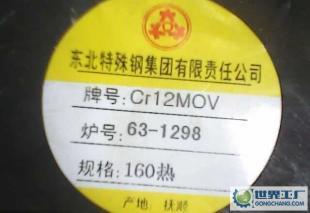 东北特殊钢集团有限责任公司
牌号:Cr12MOV
炉号:63-1298
规格:160热
产地 抚顺
世界工厂
GONGCHANG.COM